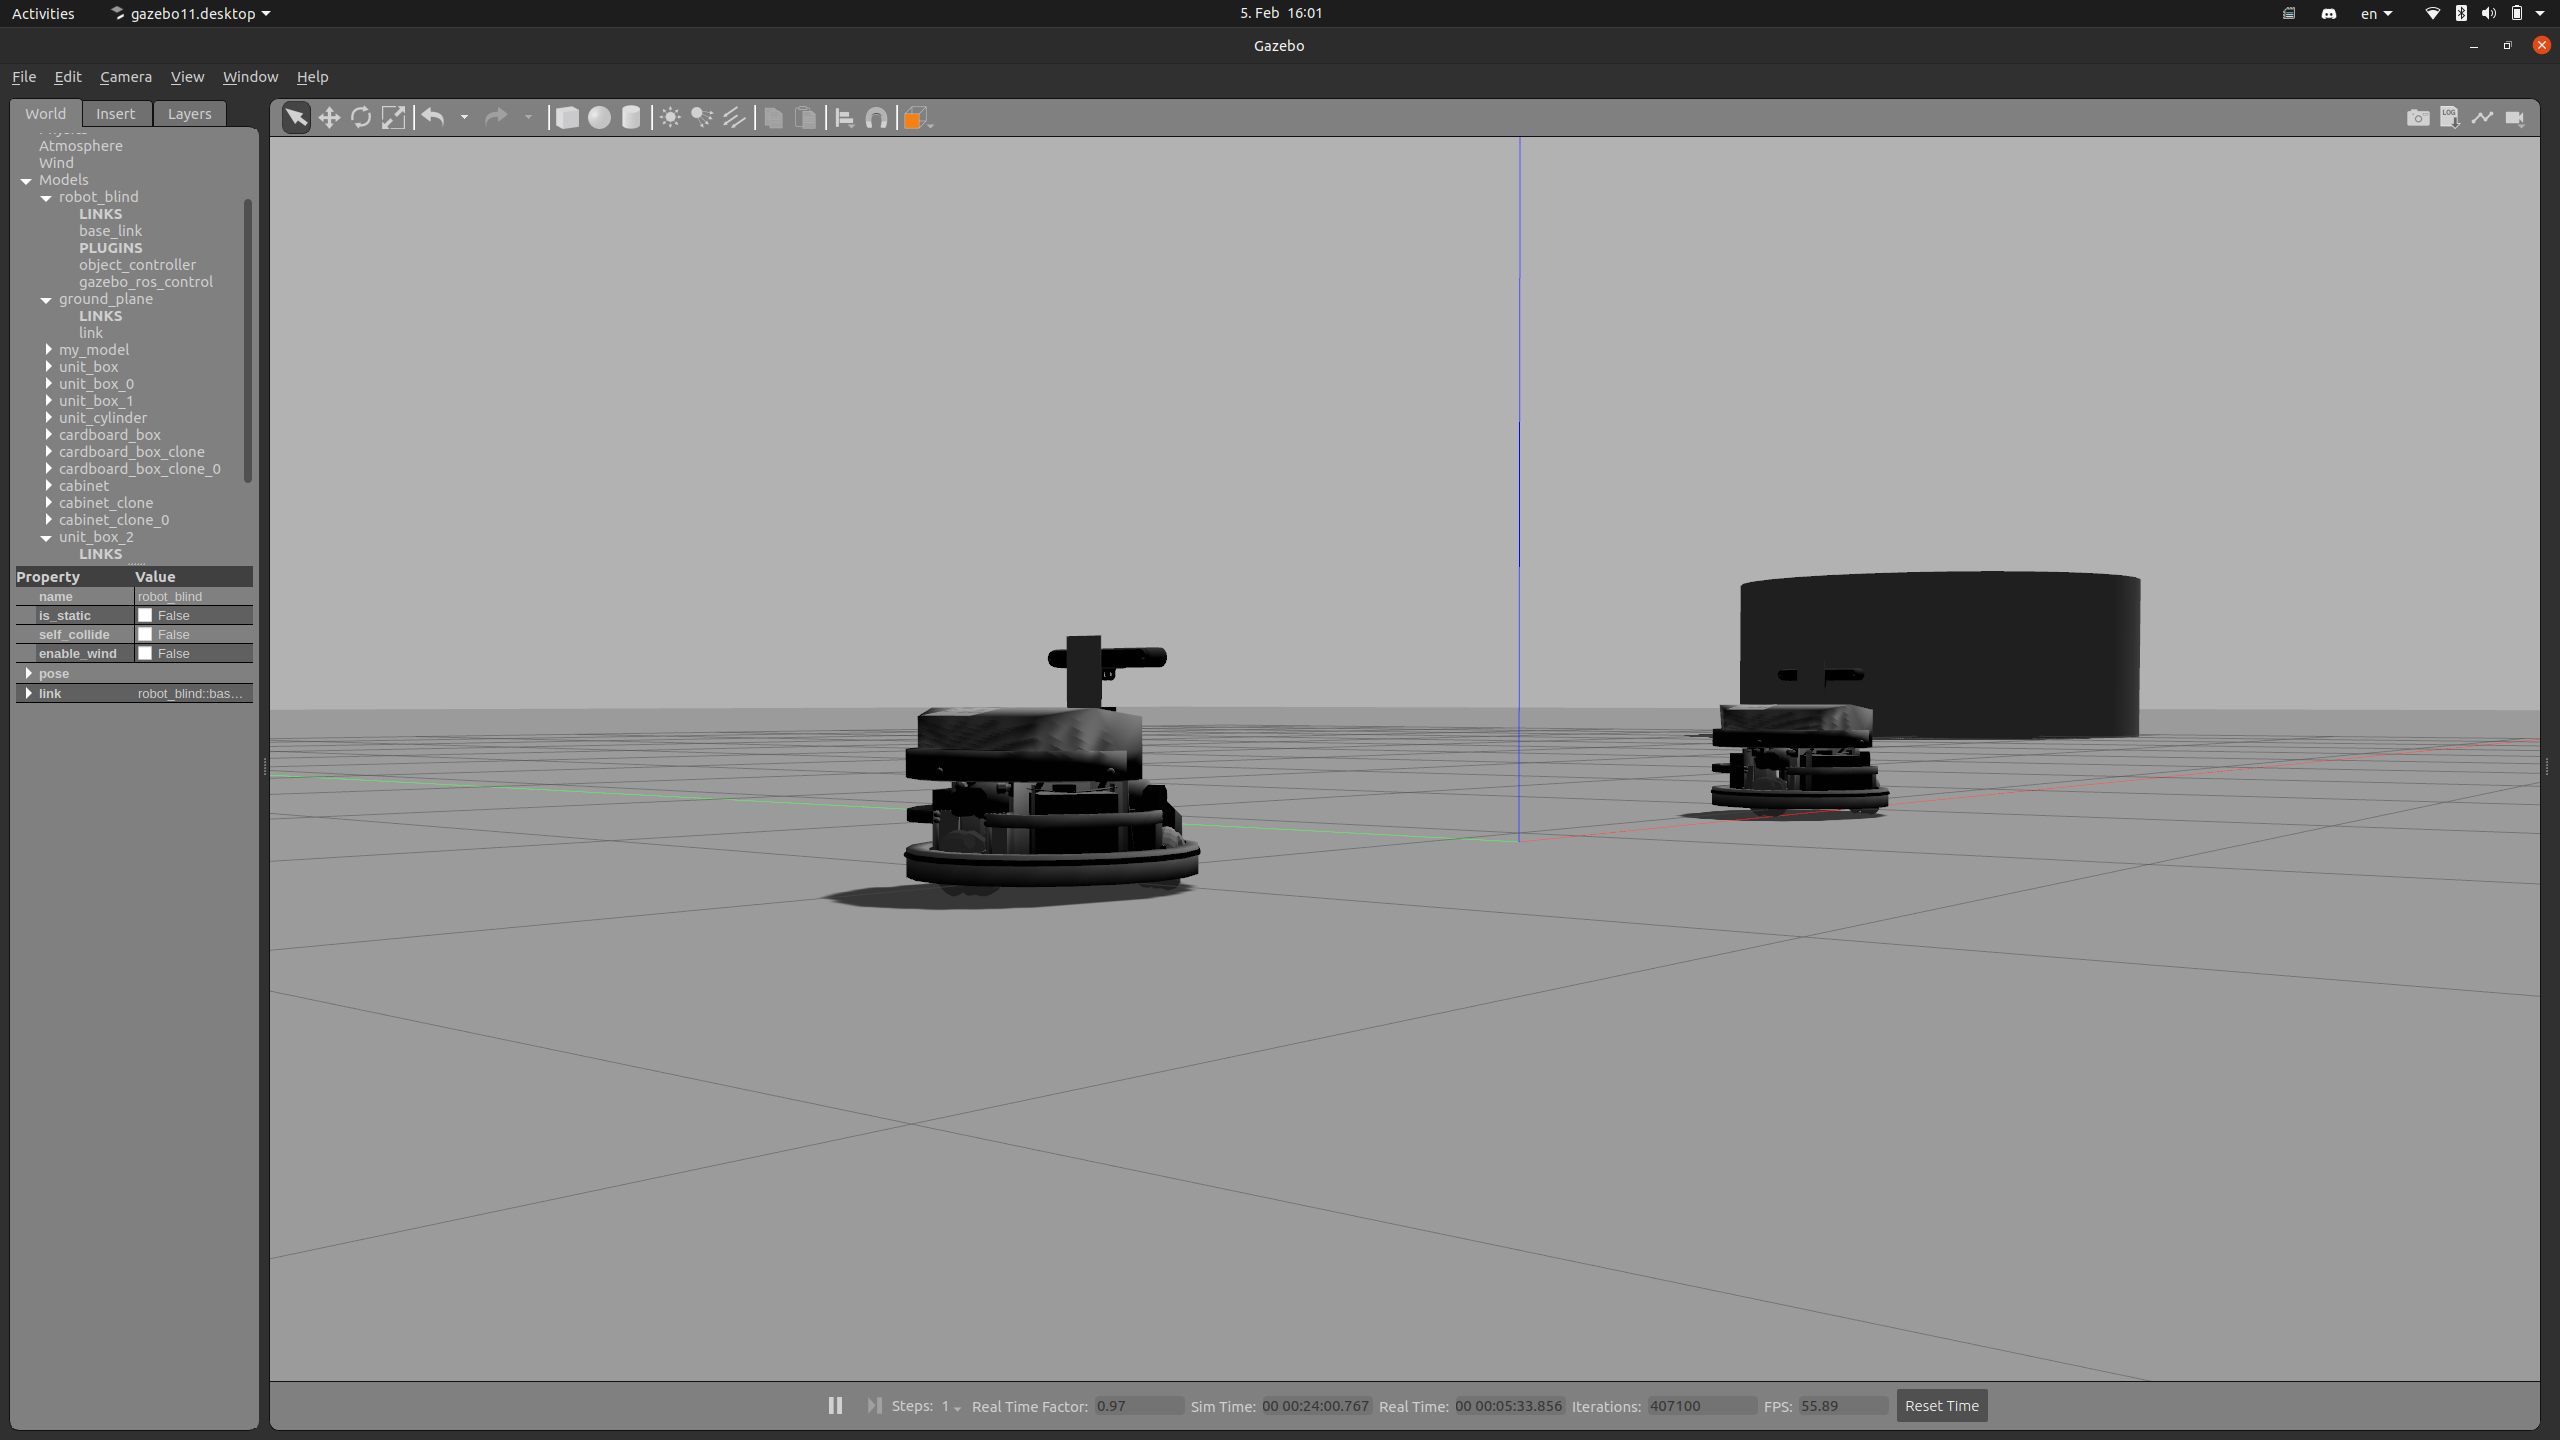 Activities
gazebo11.desktop
5. Feb 16:01
en
Gazebo
File Edit Camera View Window Help
World Insert Layers
Atmosphere
Wind
Models
robot_blind
LINKS
base_link
PLUGINS
object_controller
gazebo_ros_control
ground_plane
LINKS
link
my_model
unit_box
unit_box_0
unit_box_1
unit_cylinder
cardboard_box
cardboard_box_clone
cardboard_box_clone_0
cabinet
cabinet_clone
cabinet_clone_0
unit_box_2
LINKS
Property Value
name robot_blind
is_static False
self_collide False
enable_wind False
pose
link robot_blind::bas...
LOG
Steps: 1 Real Time Factor: 0.97 Sim Time: 00 00:24:00.767 Real Time: 00 00:05:33.856 Iterations: 407100 FPS: 55.89 Reset Time